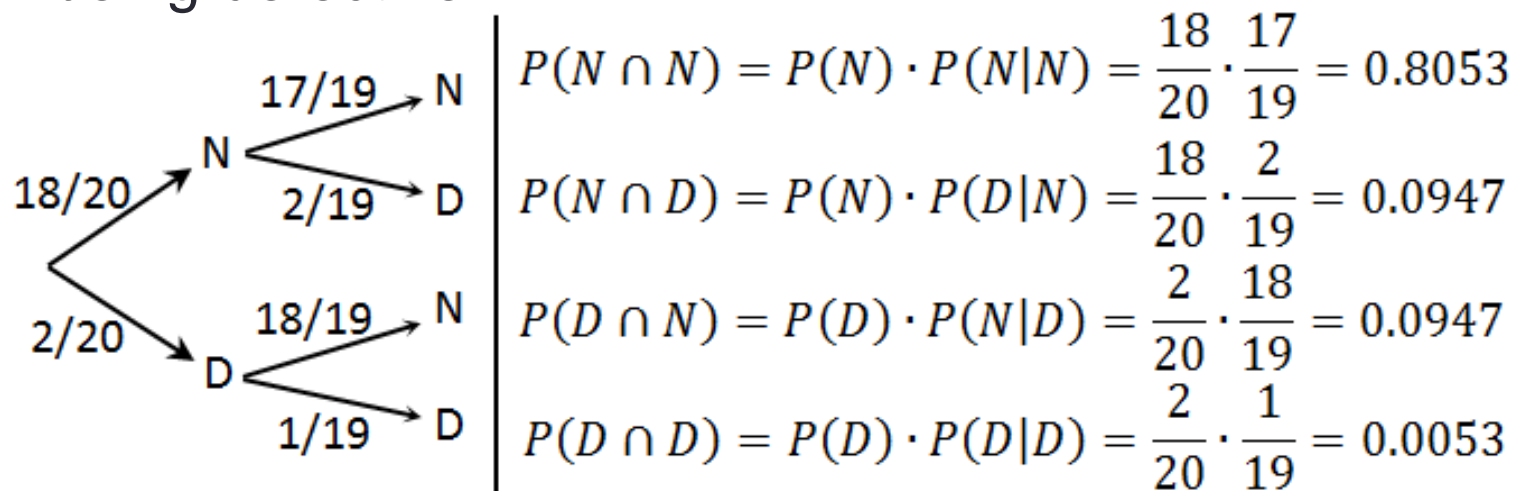 17/19 N
N
18/20 2/19 D
18/19 N
2/20
D
1/19 D
P(N ∩ N) = P(N) · P(N|N) = 18/20 · 17/19 = 0.8053
P(N ∩ D) = P(N) · P(D|N) = 18/20 · 2/19 = 0.0947
P(D ∩ N) = P(D) · P(N|D) = 2/20 · 18/19 = 0.0947
P(D ∩ D) = P(D) · P(D|D) = 2/20 · 1/19 = 0.0053